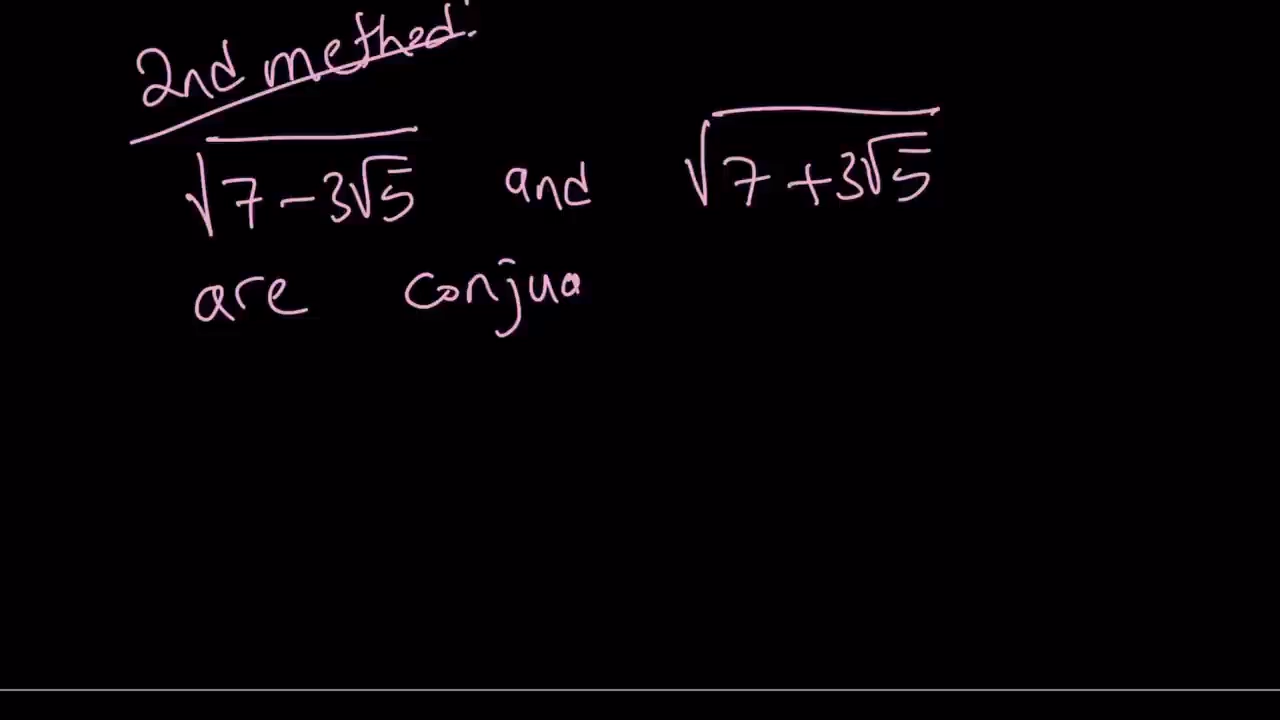 2nd method:
√(7-3√5) and √(7+3√5)
are conjua